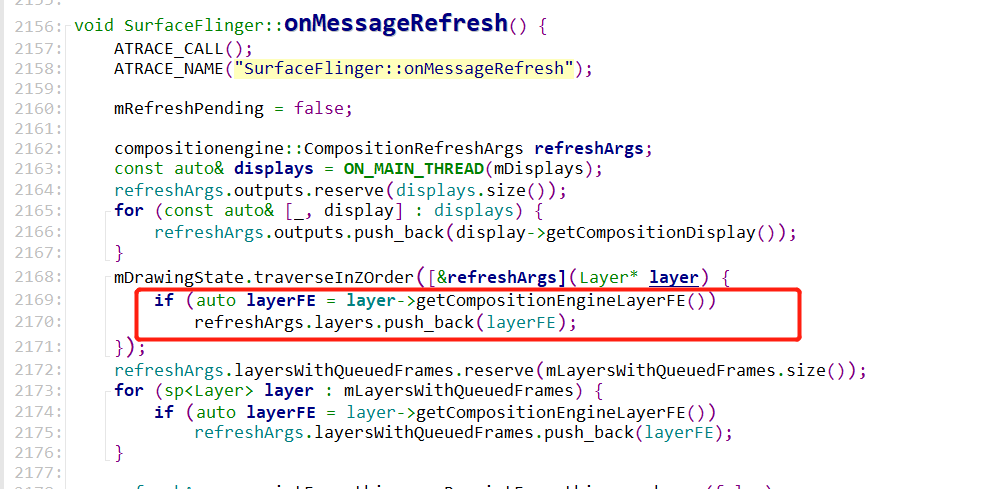 2155:
2156: void SurfaceFlinger::onMessageRefresh() {
2157: ATRACE_CALL();
2158: ATRACE_NAME("SurfaceFlinger::onMessageRefresh");
2159:
2160: mRefreshPending = false;
2161:
2162: compositionengine::CompositionRefreshArgs refreshArgs;
2163: const auto& displays = ON_MAIN_THREAD(mDisplays);
2164: refreshArgs.outputs.reserve(displays.size());
2165: for (const auto& [_, display] : displays) {
2166: refreshArgs.outputs.push_back(display->getCompositionDisplay());
2167: }
2168: mDrawingState.traverseInZOrder([&refreshArgs](Layer* layer) {
2169: if (auto layerFE = layer->getCompositionEngineLayerFE())
2170: refreshArgs.layers.push_back(layerFE);
2171: });
2172: refreshArgs.layersWithQueuedFrames.reserve(mLayersWithQueuedFrames.size());
2173: for (sp<Layer> layer : mLayersWithQueuedFrames) {
2174: if (auto layerFE = layer->getCompositionEngineLayerFE())
2175: refreshArgs.layersWithQueuedFrames.push_back(layerFE);
2176: }
2177: